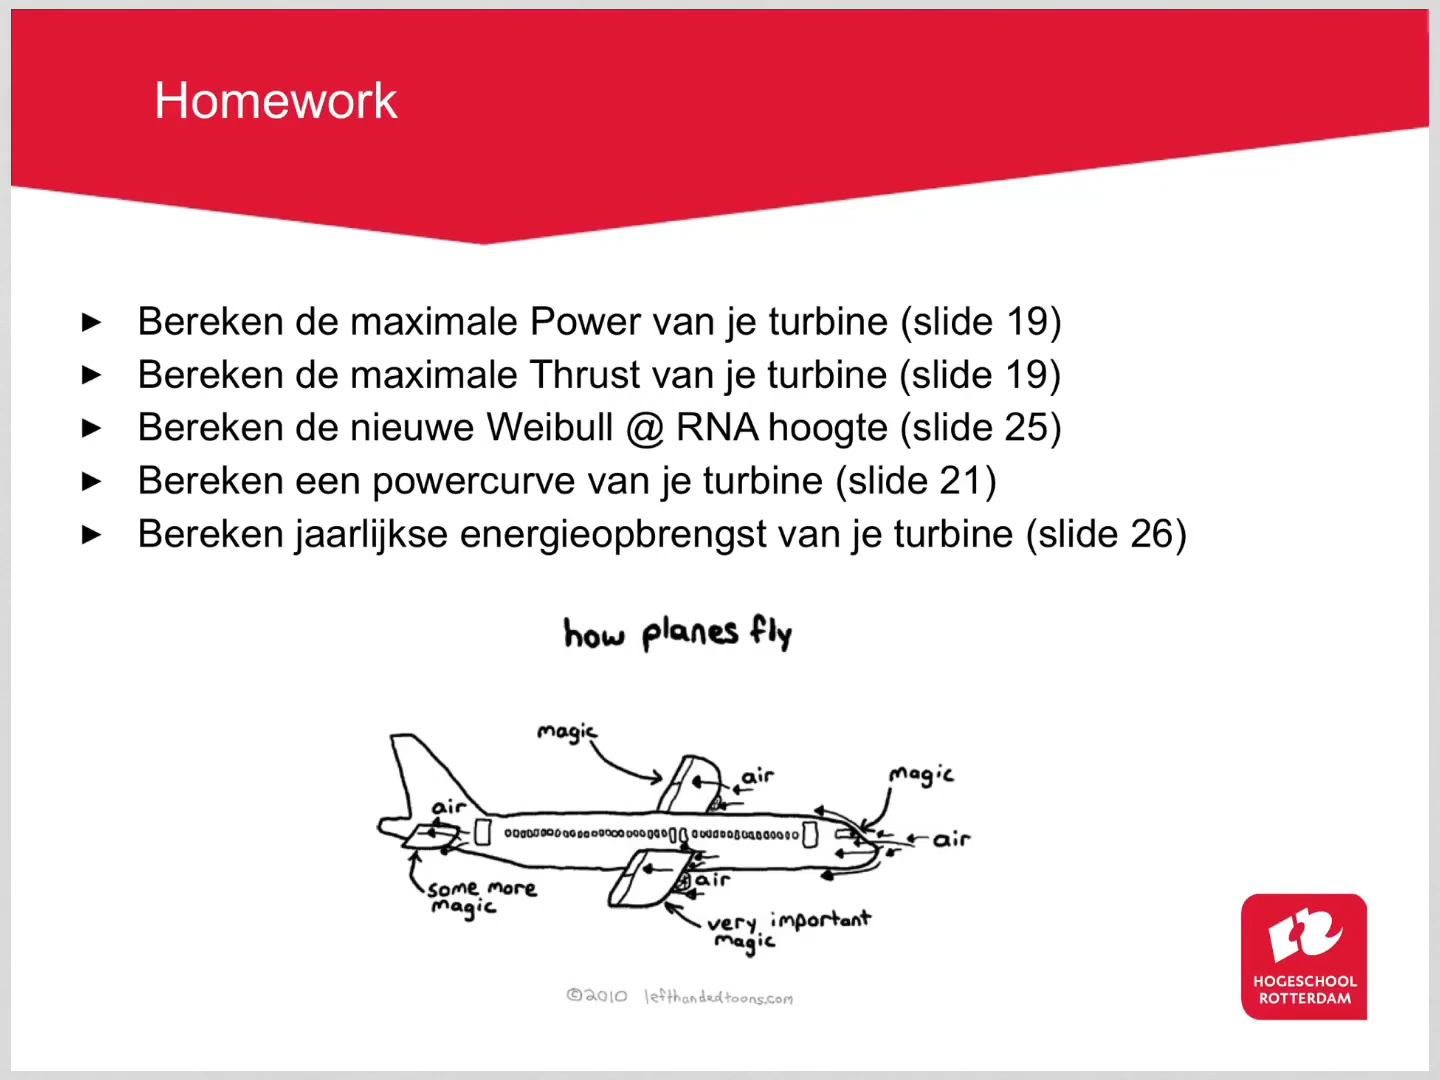 Homework
Bereken de maximale Power van je turbine (slide 19)
Bereken de maximale Thrust van je turbine (slide 19)
Bereken de nieuwe Weibull @ RNA hoogte (slide 25)
Bereken een powercurve van je turbine (slide 21)
Bereken jaarlijkse energieopbrengst van je turbine (slide 26)
how planes fly
magic
air
magic
air
air
air
some more
magic
very important
magic
©2010 lefthandedtoons.com
HOGESCHOOL
ROTTERDAM